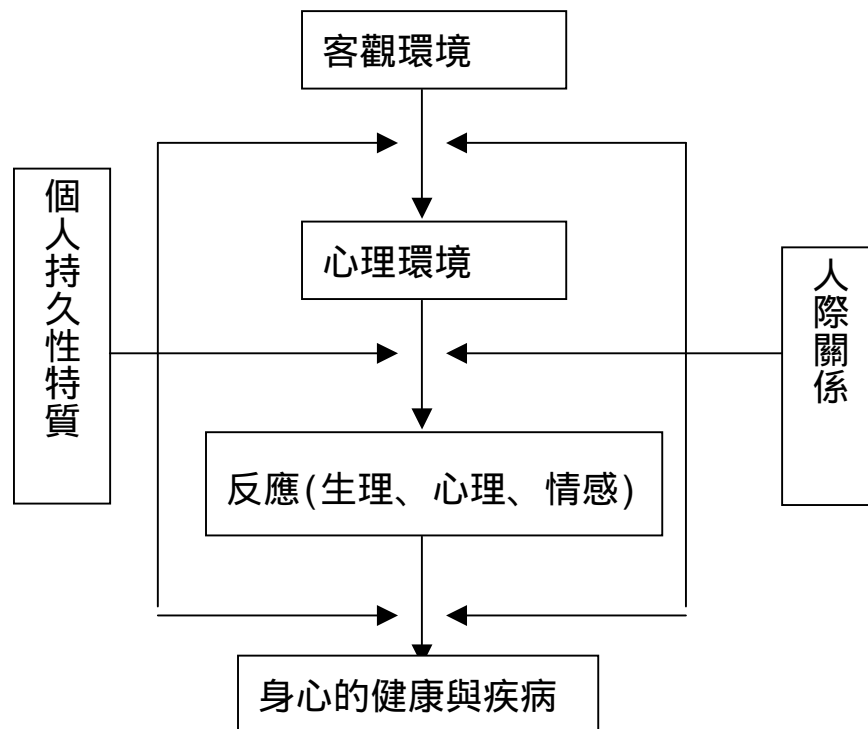 客觀環境
個人持久性特質
心理環境
人際關係
反應(生理、心理、情感)
身心的健康與疾病